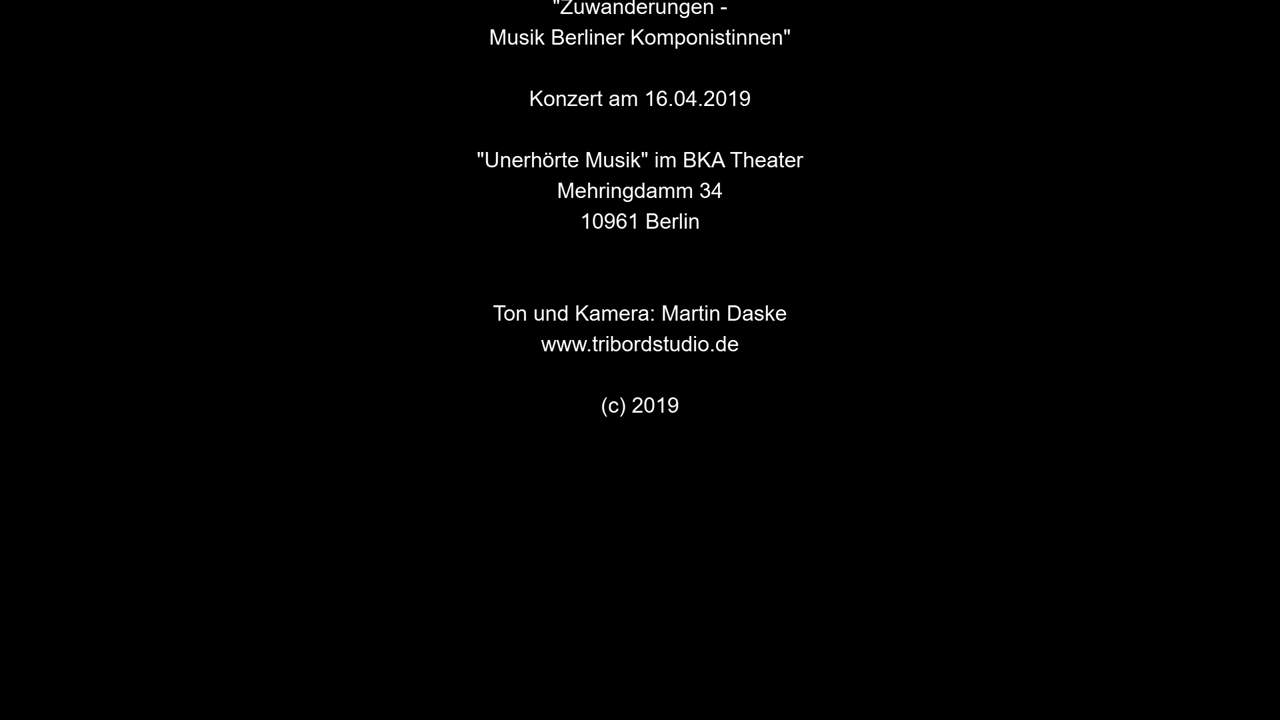 "Zuwanderungen -
Musik Berliner Komponistinnen"
Konzert am 16.04.2019
"Unerhörte Musik" im BKA Theater
Mehringdamm 34
10961 Berlin
Ton und Kamera: Martin Daske
www.tribordstudio.de
(c) 2019